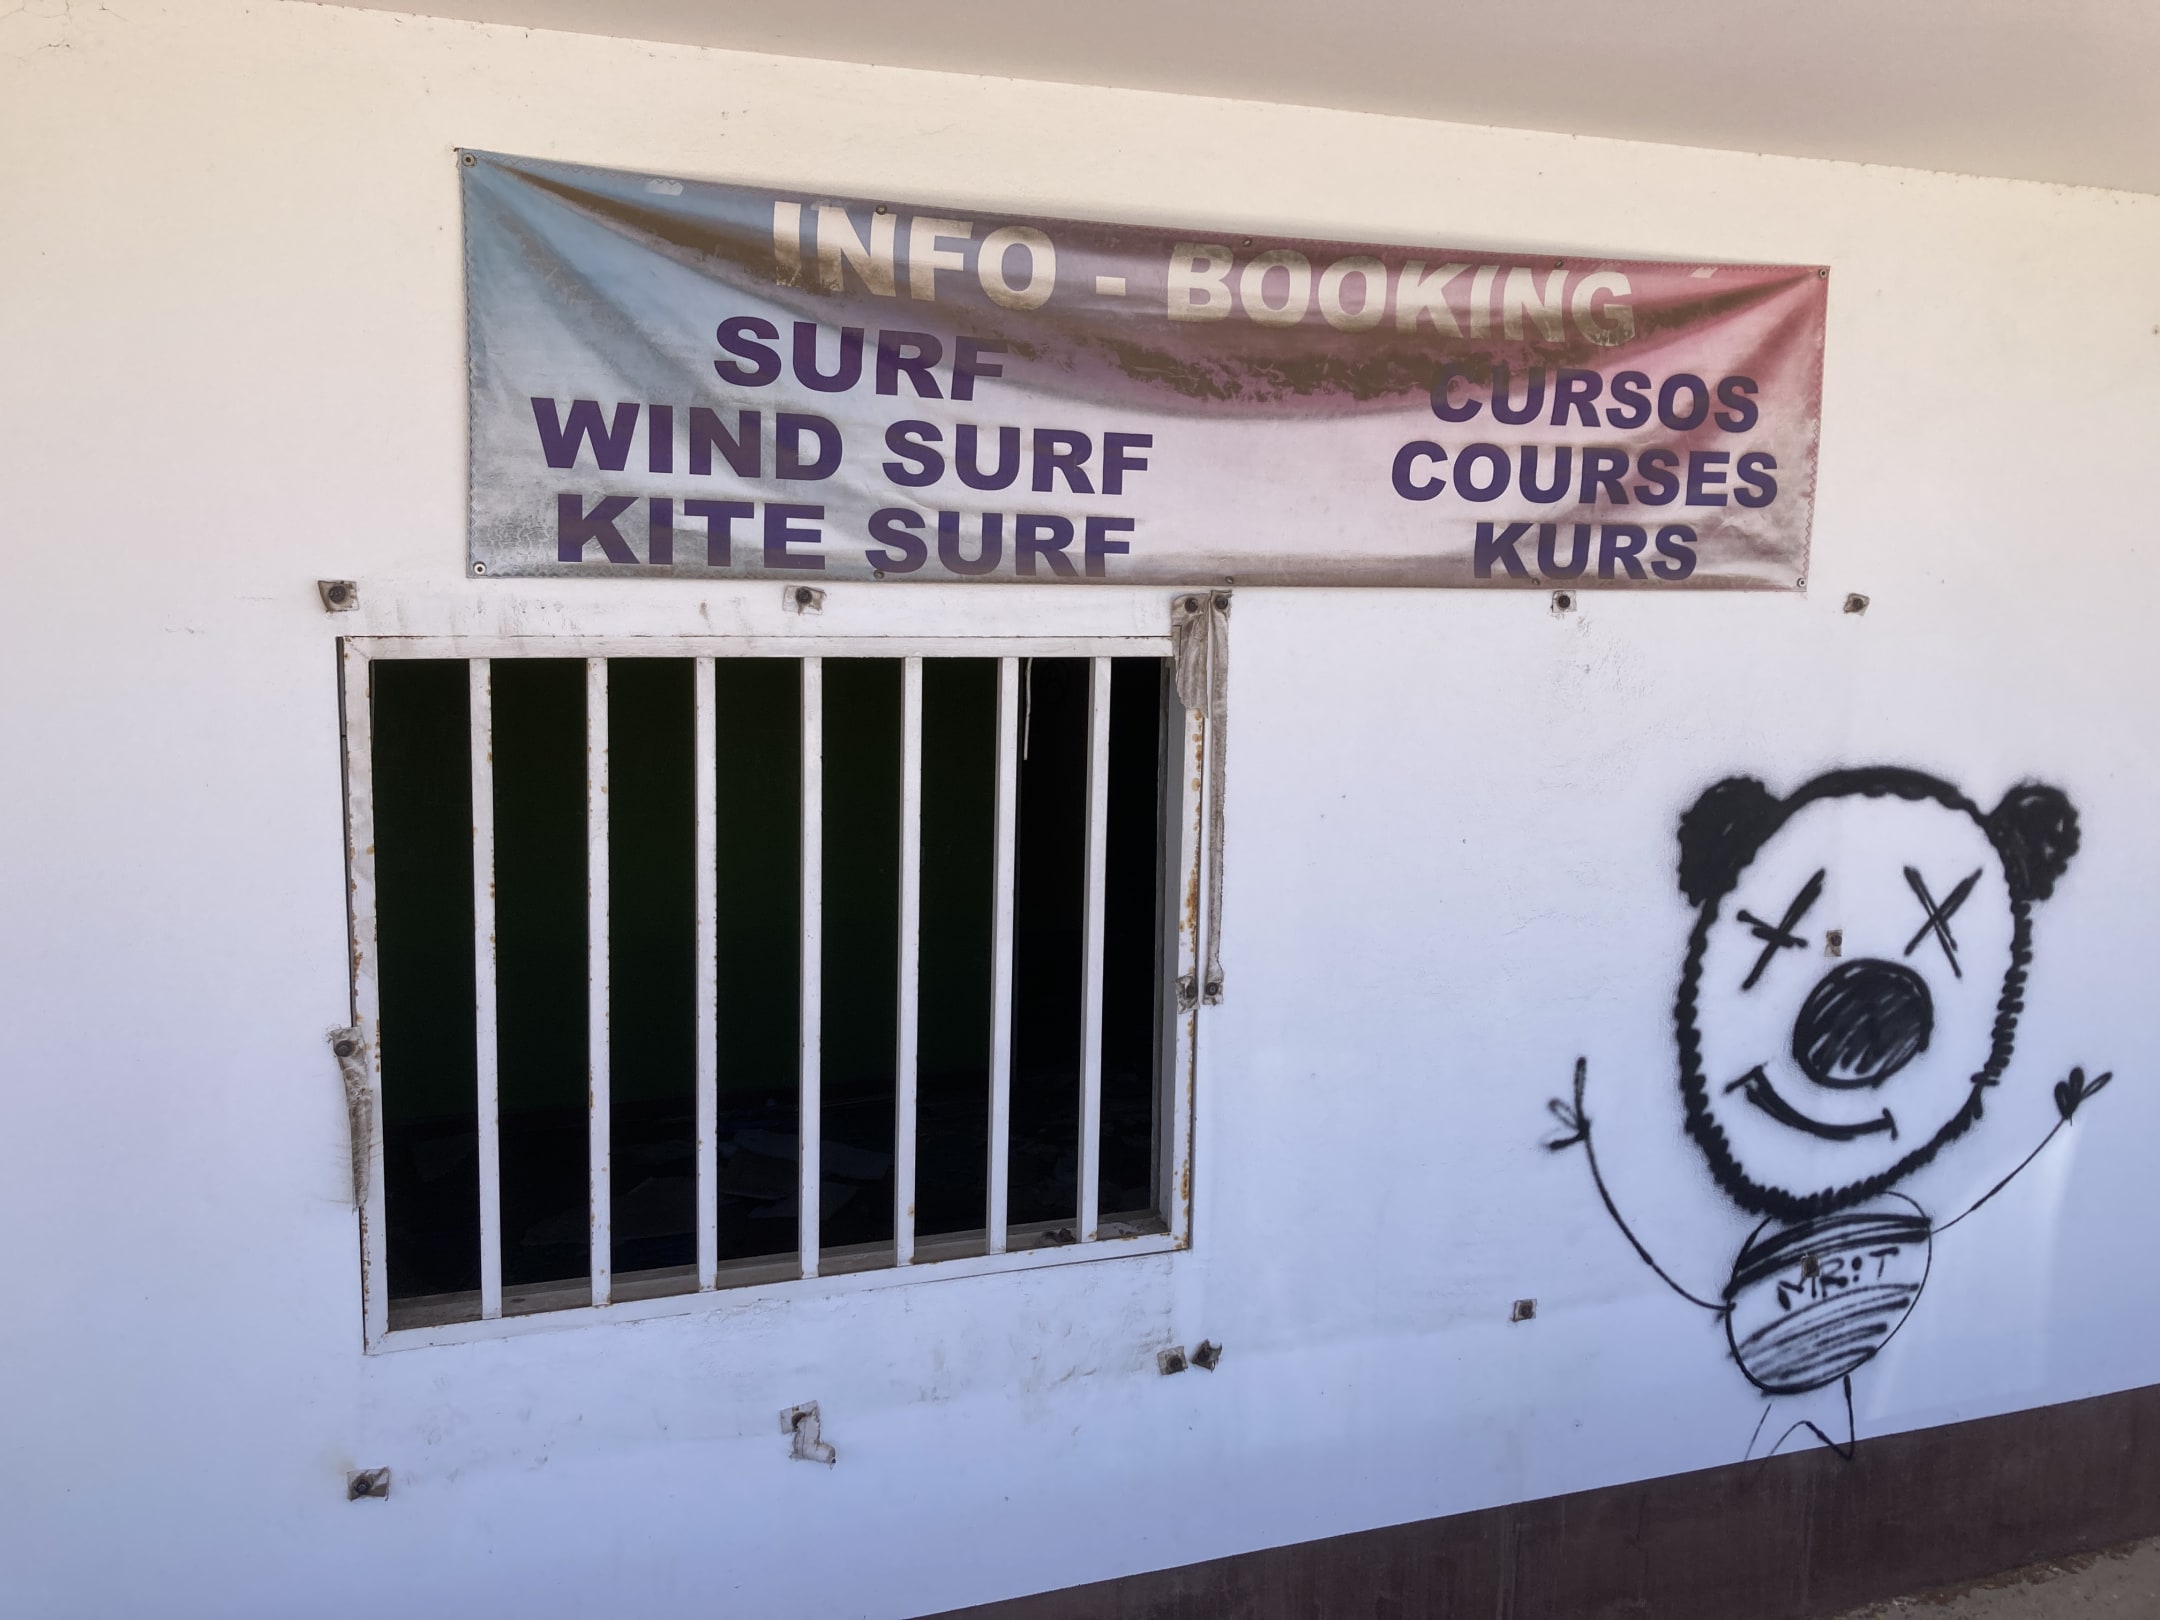 INFO - BOOKING
SURF
WIND SURF
KITE SURF
CURSOS
COURSES
KURS
MR:T